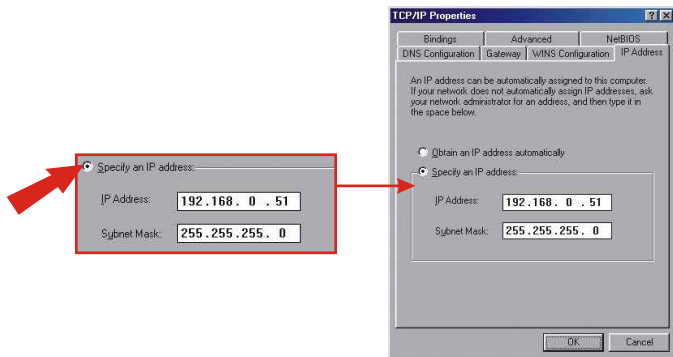 Specify an IP address:
IP Address: 192.168. 0 .51
Subnet Mask: 255.255.255. 0
TCP/IP Properties
Bindings Advanced NetBIOS
DNS Configuration Gateway WINS Configuration IP Address
An IP address can be automatically assigned to this computer.
If your network does not automatically assign IP addresses, ask
your network administrator for an address, and then type it in
the space below.
Obtain an IP address automatically
Specify an IP address:
IP Address: 192.168. 0 .51
Subnet Mask: 255.255.255. 0
OK Cancel